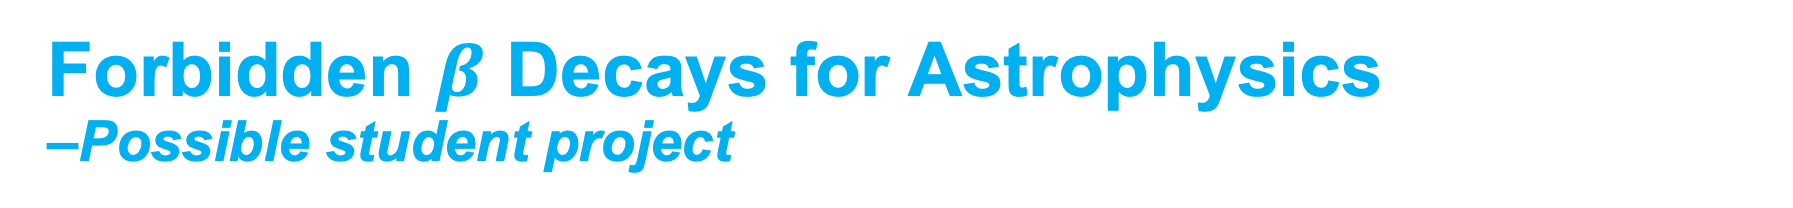 Forbidden β Decays for Astrophysics
–Possible student project